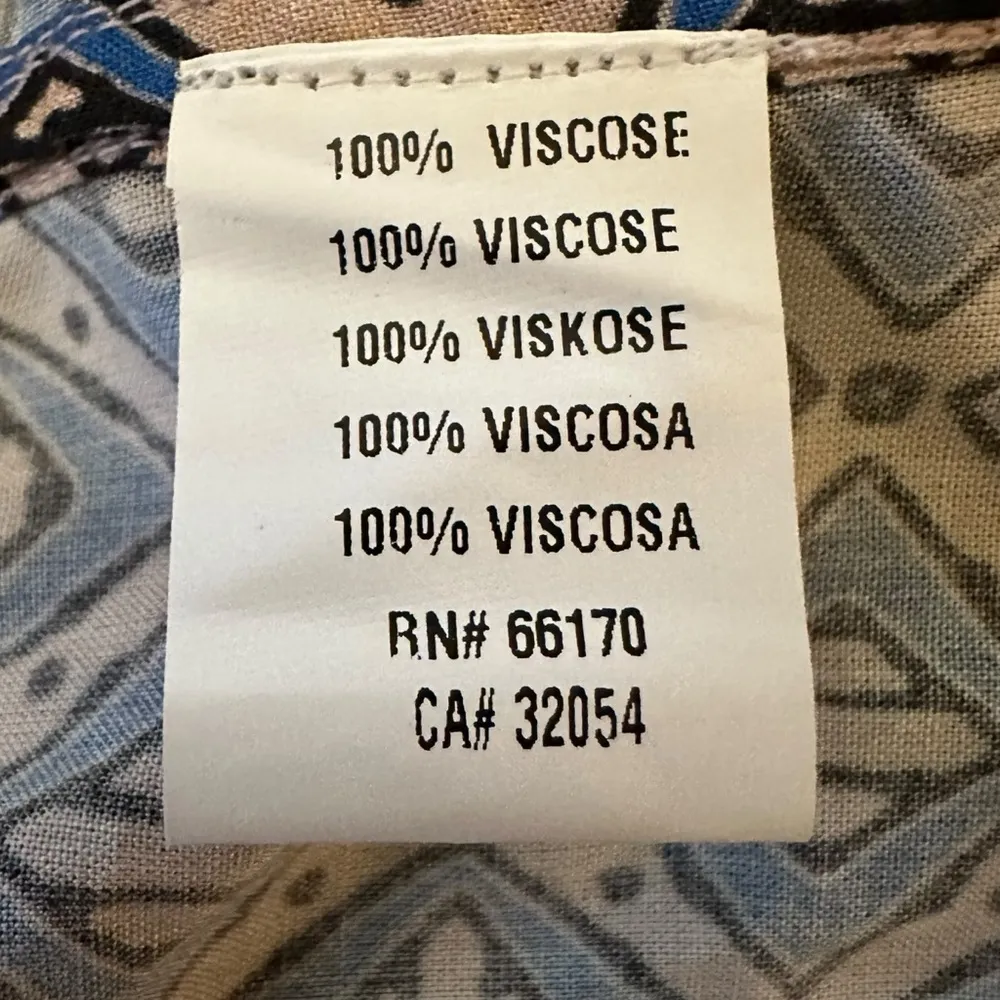 100% VISCOSE
100% VISCOSE
100% VISKOSE
100% VISCOSA
100% VISCOSA
RN# 66170
CA# 32054